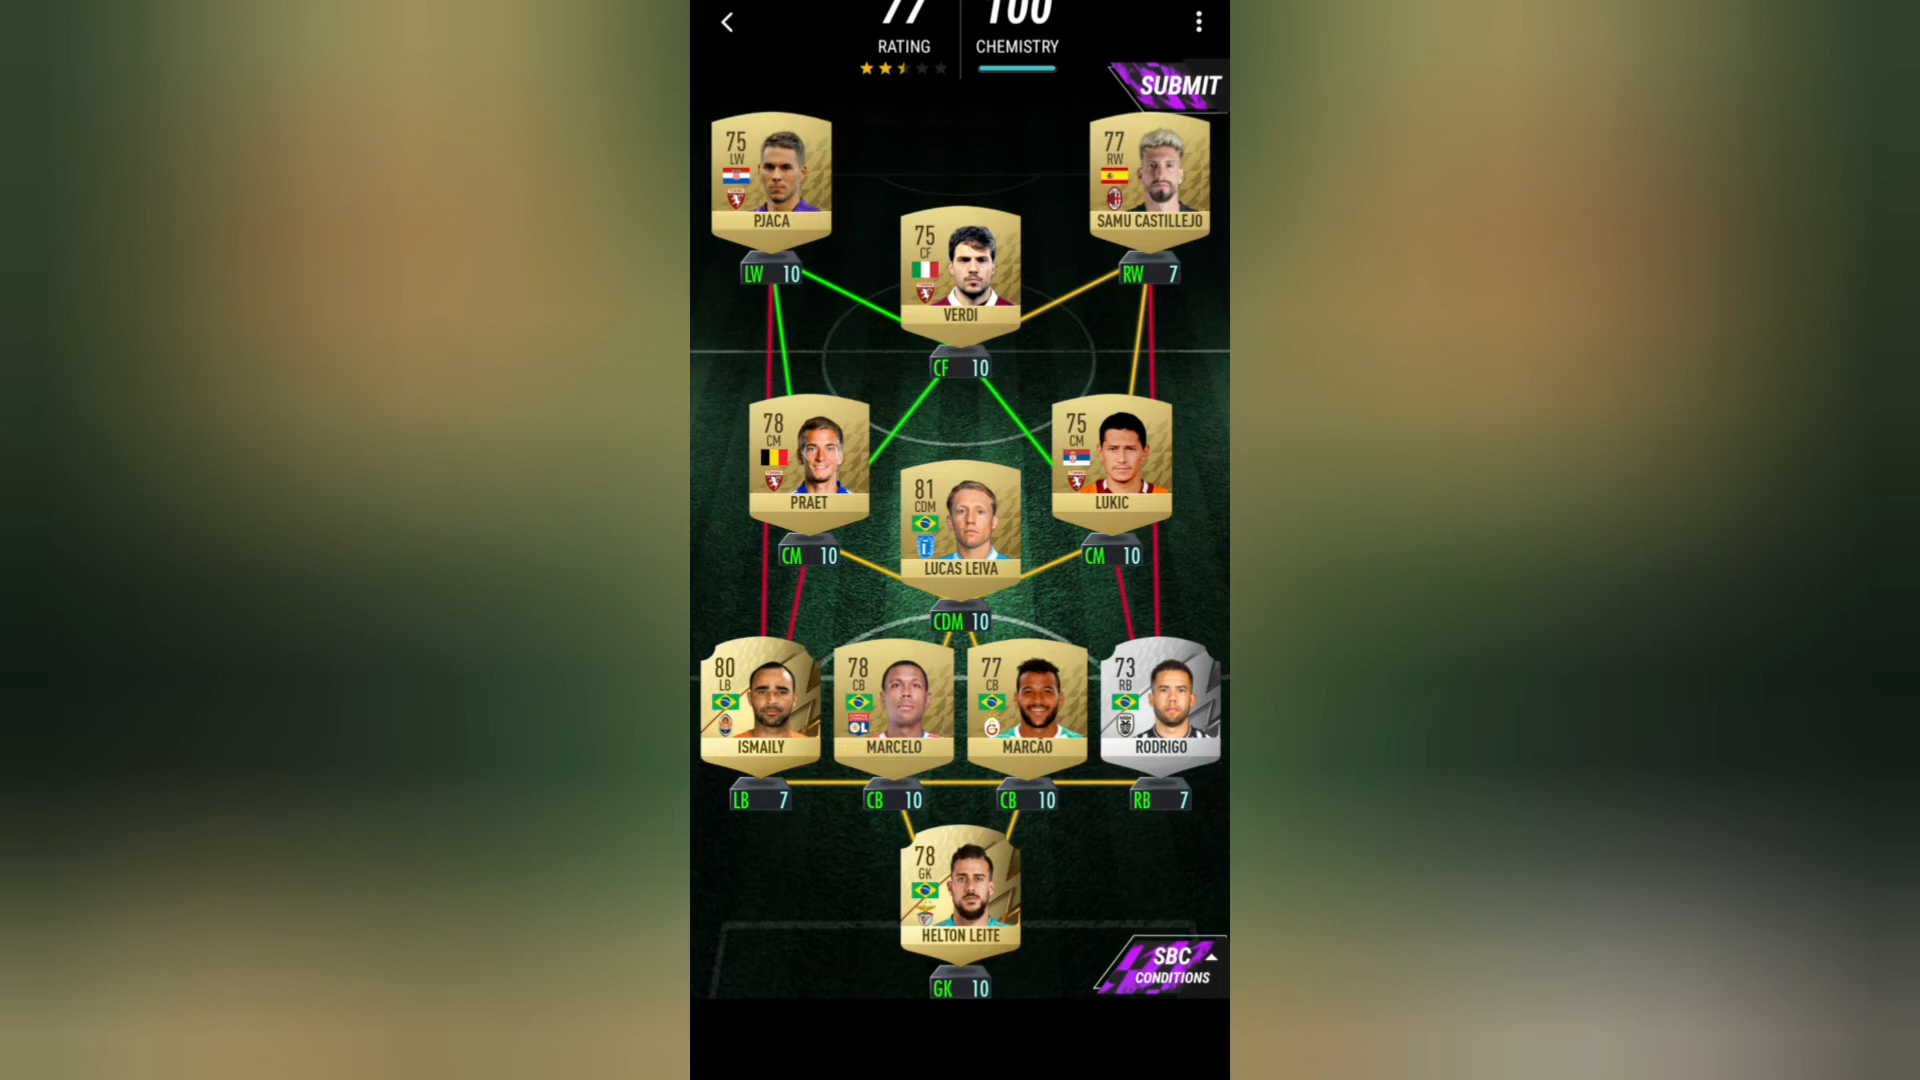 77 100
RATING CHEMISTRY
SUBMIT
75
LW
PJACA
LW 10
77
RW
SAMU CASTILLEJO
RW 7
75
CF
VERDI
CF 10
78
CM
PRAET
CM 10
75
CM
LUKIC
CM 10
81
CDM
LUCAS LEIVA
CDM 10
80
LB
ISMAILY
LB 7
78
CB
MARCELO
CB 10
77
CB
MARCÃO
CB 10
73
RB
RODRIGO
RB 7
78
GK
HELTON LEITE
GK 10
SBC
CONDITIONS